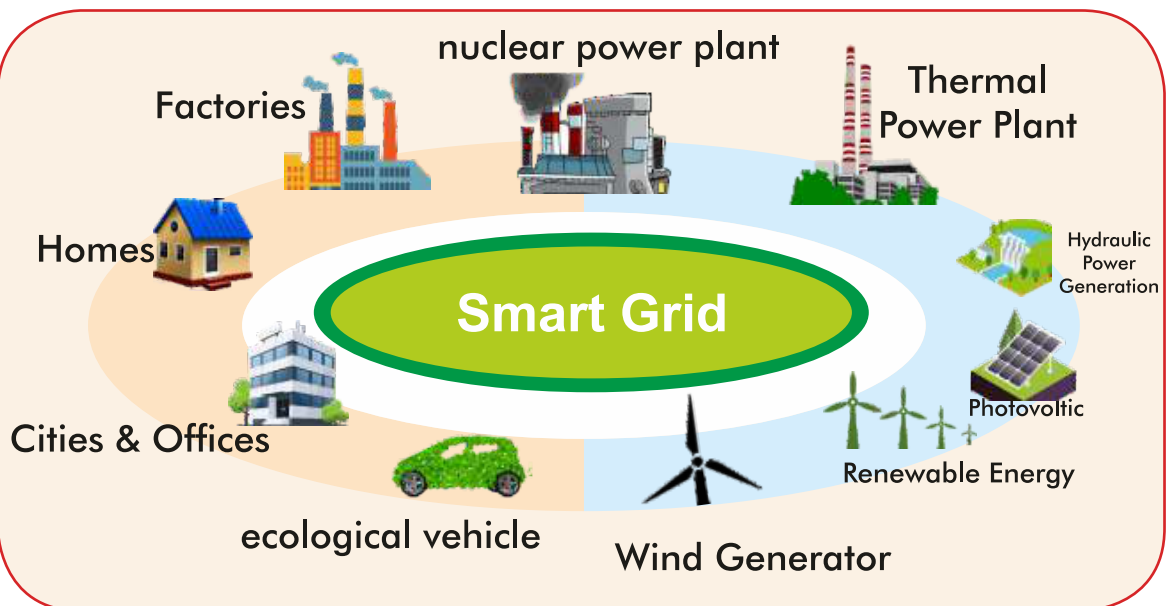 nuclear power plant
Factories
Thermal
Power Plant
Homes
Hydraulic
Power
Generation
Smart Grid
Photovoltic
Cities & Offices
Renewable Energy
ecological vehicle
Wind Generator